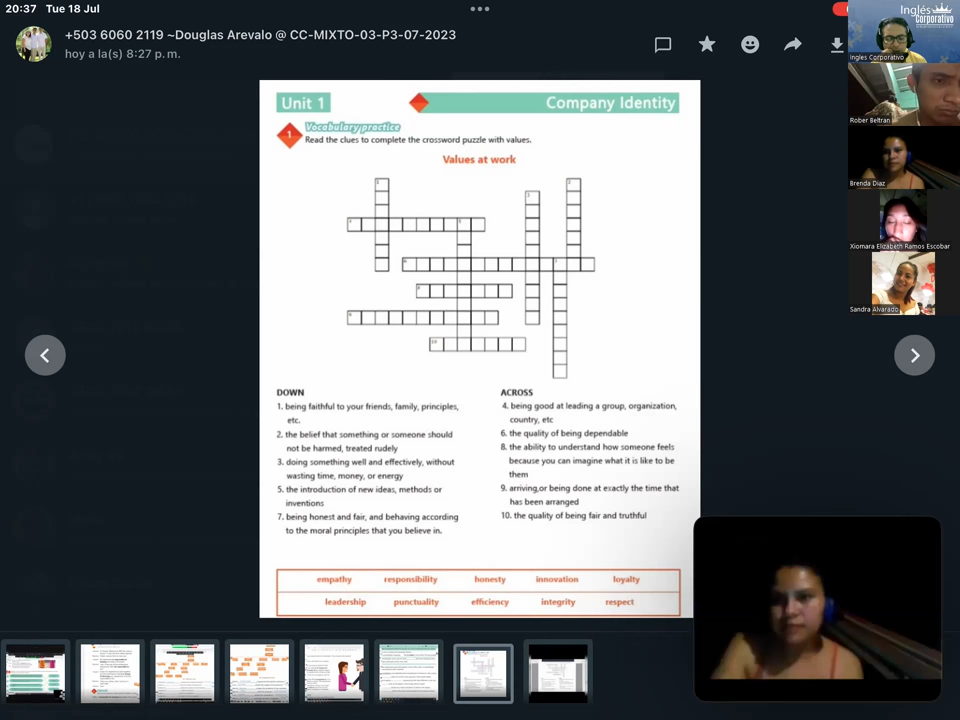 20:37 Tue 18 Jul
+503 6060 2119 ~Douglas Arevalo @ CC-MIXTO-03-P3-07-2023
hoy a la(s) 8:27 p. m.
Inglés
Corporativo
Ingles Corporativo
Rober Beltran
Brenda Diaz
Xiomara Elizabeth Ramos Escobar
Sandra Alvarado
Unit 1
Company Identity
1
Vocabulary practice
Read the clues to complete the crossword puzzle with values.
Values at work
DOWN
1. being faithful to your friends, family, principles,
etc.
2. the belief that something or someone should
not be harmed, treated rudely
3. doing something well and effectively, without
wasting time, money, or energy
5. the introduction of new ideas, methods or
inventions
7. being honest and fair, and behaving according
to the moral principles that you believe in.
ACROSS
4. being good at leading a group, organization,
country, etc
6. the quality of being dependable
8. the ability to understand how someone feels
because you can imagine what it is like to be
them
9. arriving or being done at exactly the time that
has been arranged
10. the quality of being fair and truthful
empathy responsibility honesty innovation loyalty
leadership punctuality efficiency integrity respect